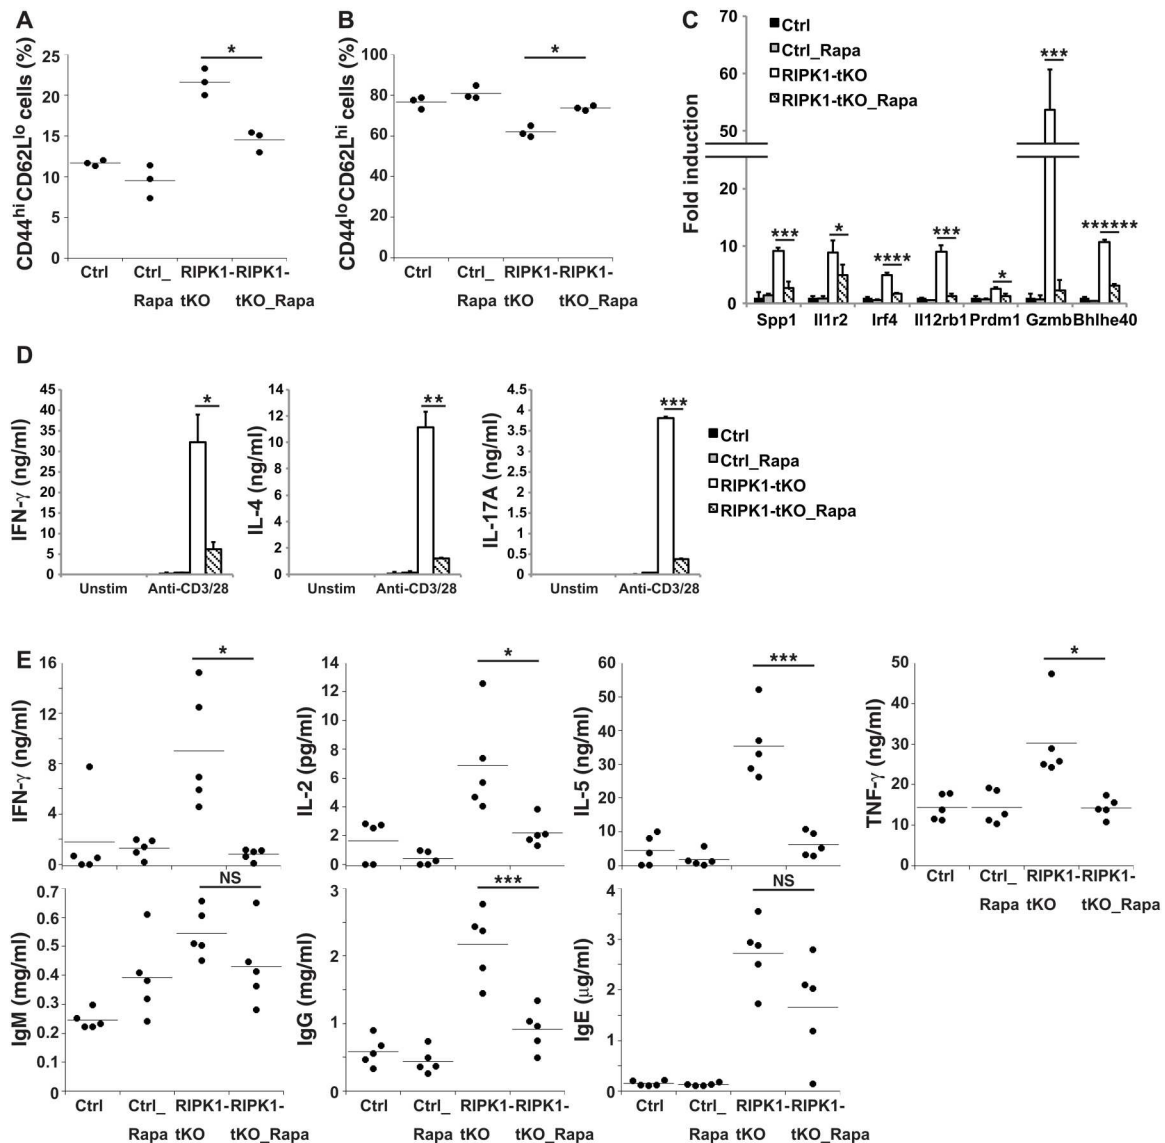 A
CD44hiCD62Llo cells (%)
25
20
15
10
5
0
*
Ctrl
Ctrl_
Rapa
RIPK1-
tKO
RIPK1-
tKO_Rapa
B
CD44loCD62Lhi cells (%)
100
80
60
40
20
0
*
Ctrl
Ctrl_
Rapa
RIPK1-
tKO
RIPK1-
tKO_Rapa
C
Fold induction
70
60
50
20
10
0
Ctrl
Ctrl_Rapa
RIPK1-tKO
RIPK1-tKO_Rapa
***
*
****
***
*
***
******
Spp1
Il1r2
Irf4
Il12rb1
Prdm1
Gzmb
Bhlhe40
D
IFN-γ (ng/ml)
45
40
35
30
25
20
15
10
5
0
*
Unstim
Anti-CD3/28
IL-4 (ng/ml)
14
12
10
8
6
4
2
0
**
Unstim
Anti-CD3/28
IL-17A (ng/ml)
4.5
4
3.5
3
2.5
2
1.5
1
0.5
0
***
Unstim
Anti-CD3/28
Ctrl
Ctrl_Rapa
RIPK1-tKO
RIPK1-tKO_Rapa
E
IFN-γ (ng/ml)
16
12
8
4
0
*
IL-2 (pg/ml)
14
12
10
8
6
4
2
0
*
IL-5 (ng/ml)
60
50
40
30
20
10
0
***
TNF-γ (ng/ml)
50
40
30
20
10
0
*
Ctrl
Ctrl_
Rapa
RIPK1-
tKO
RIPK1-
tKO_Rapa
IgM (mg/ml)
0.7
0.6
0.5
0.4
0.3
0.2
0.1
0
NS
Ctrl
Ctrl_
Rapa
RIPK1-
tKO
RIPK1-
tKO_Rapa
IgG (mg/ml)
3
2
1
0
***
Ctrl
Ctrl_
Rapa
RIPK1-
tKO
RIPK1-
tKO_Rapa
IgE (μg/ml)
4
3
2
1
0
NS
Ctrl
Ctrl_
Rapa
RIPK1-
tKO
RIPK1-
tKO_Rapa